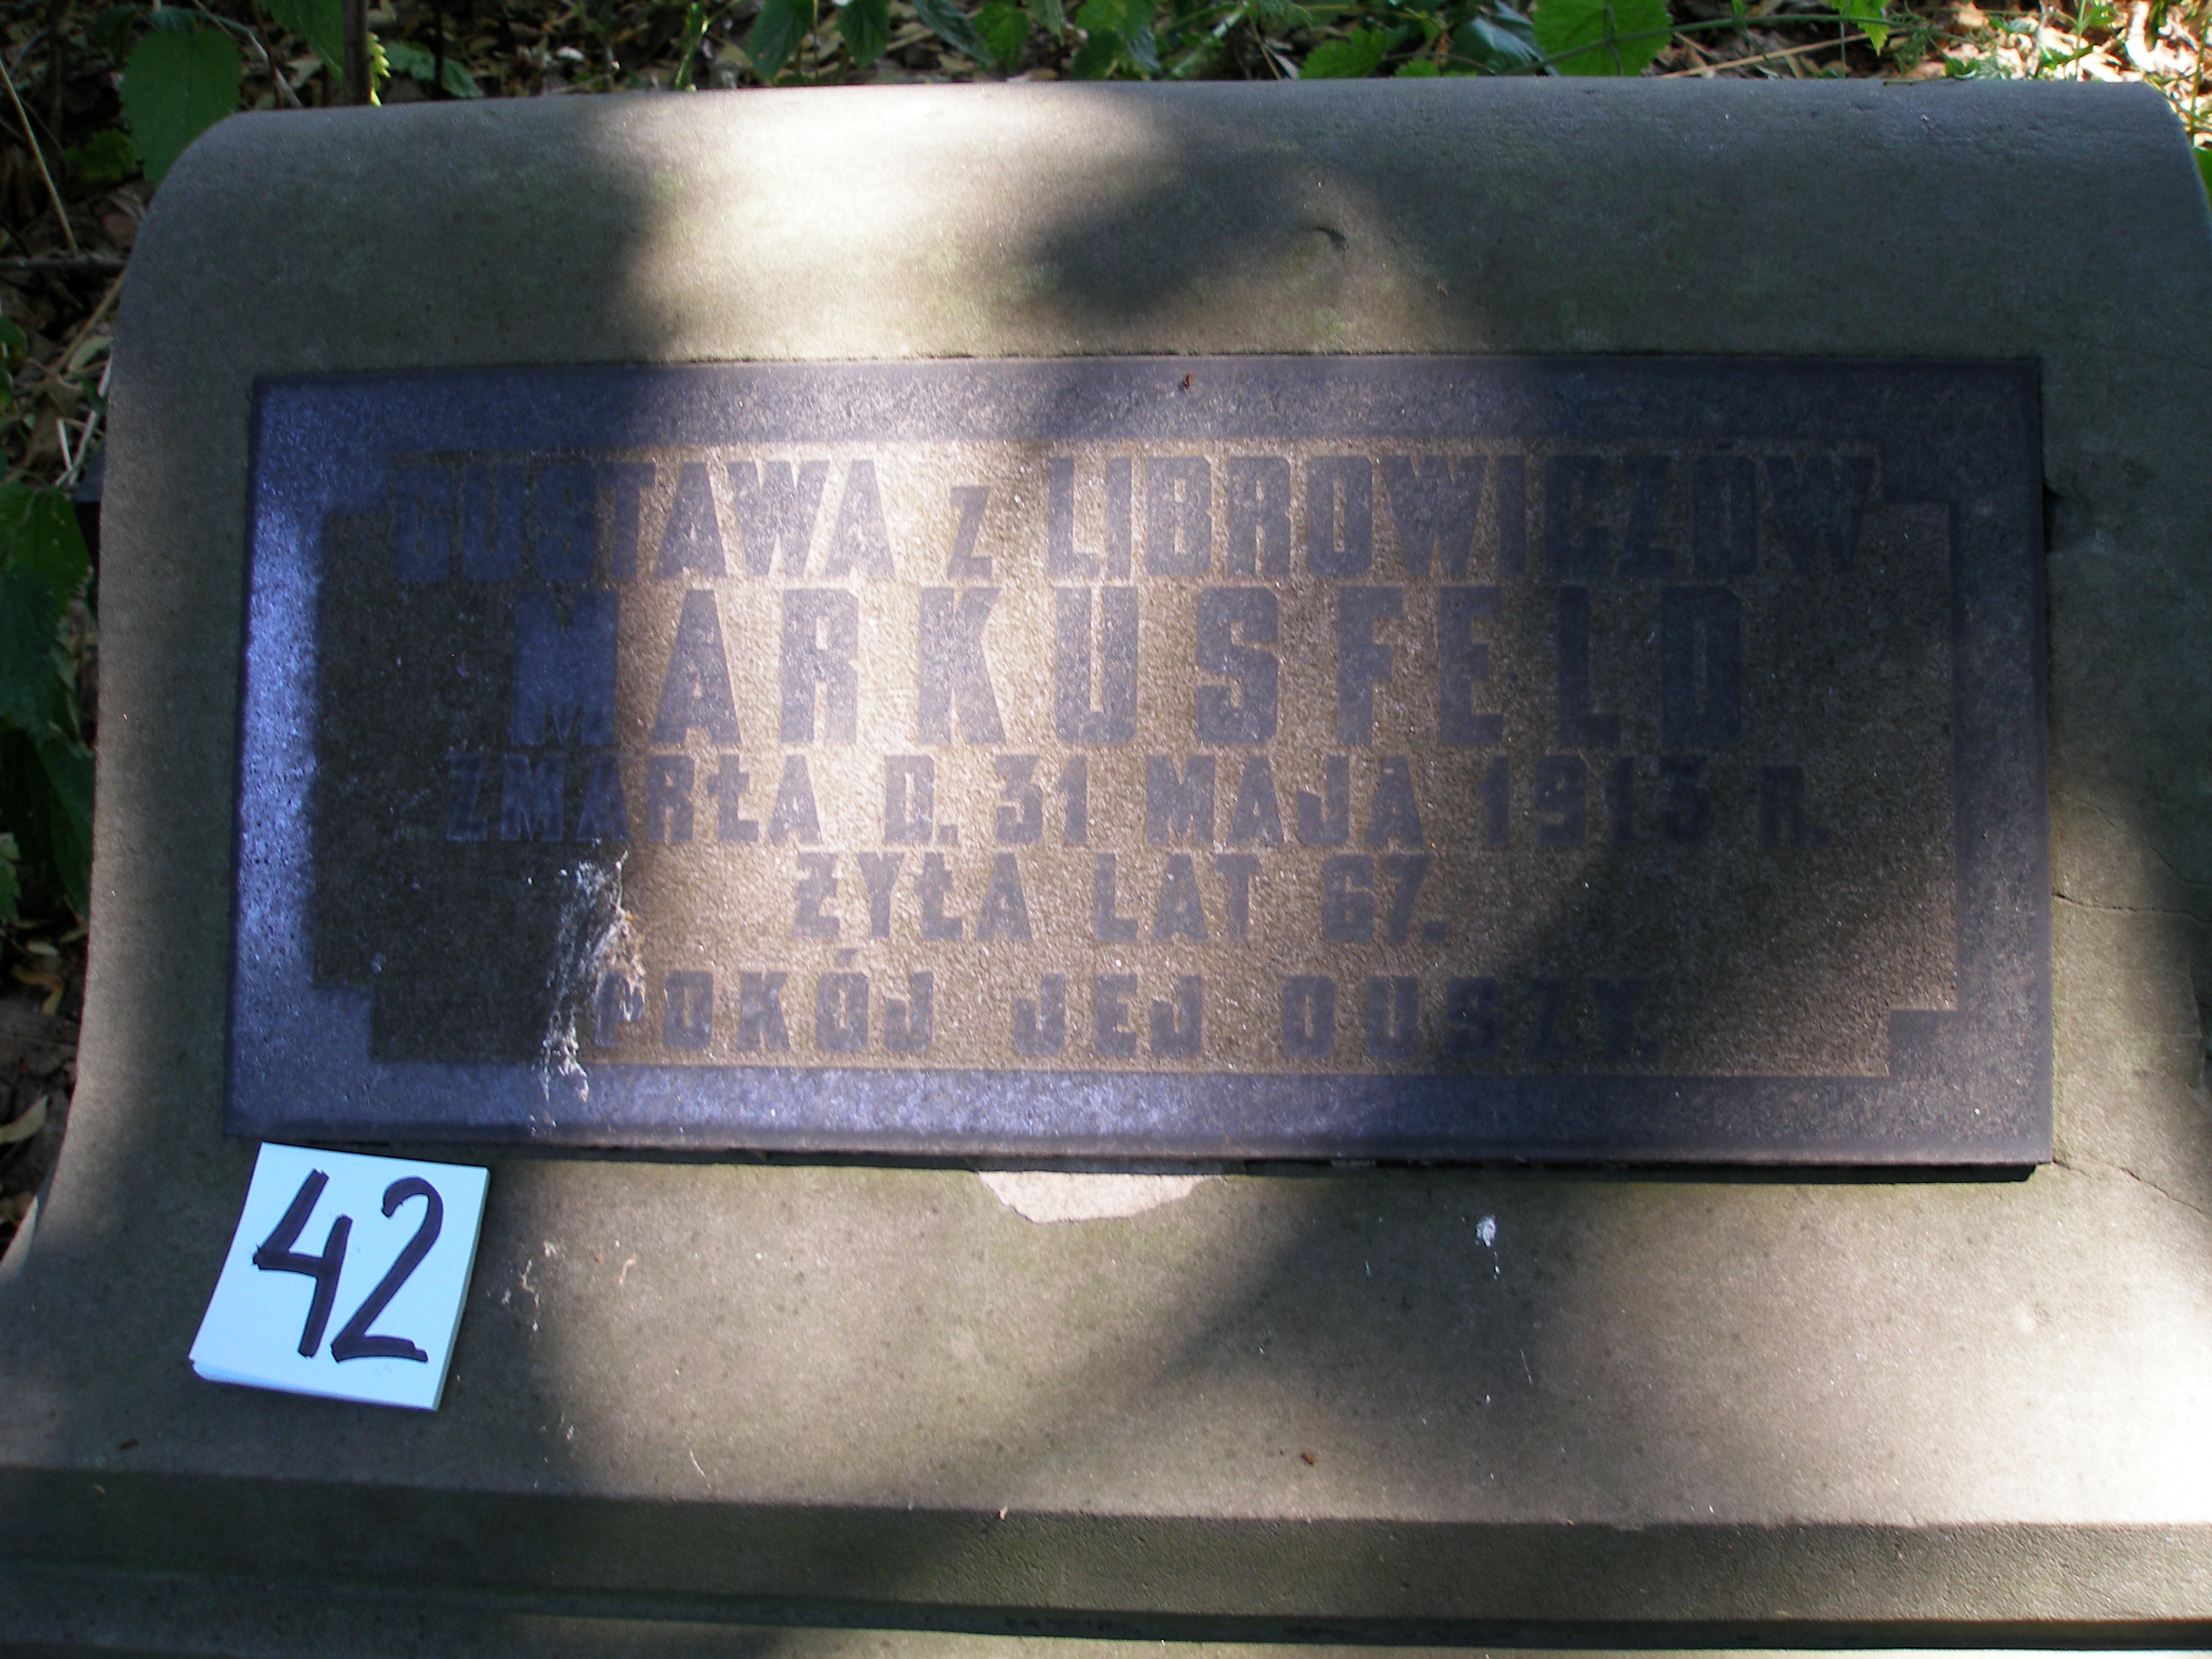 GUSTAWA Z LIBROWICZÓW
MARKUSFELD
ZMARŁA D. 31 MAJA 1913 R.
ŻYŁA LAT 67.
POKÓJ JEJ DUSZY.
42